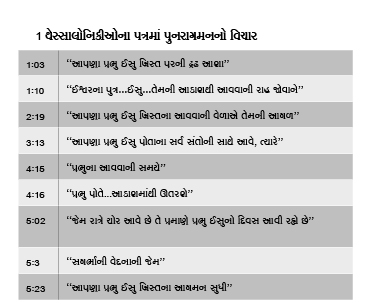 1 થેસ્સાલોનિકીઓના પત્રમાં પુનરાગમનનો વિચાર
1:03 “આપણા પ્રભુ ઈસુ ખ્રિસ્ત પરની દ્રઢ આશા”
1:10 “ઈશ્વરના પુત્ર...ઈસુ...તેમની આકાશથી આવવાની રાહ જોવાને”
2:19 “આપણા પ્રભુ ઈસુ ખ્રિસ્તના આવવાની વેળાએ તેમની આગળ”
3:13 “આપણા પ્રભુ ઈસુ પોતાના સર્વ સંતોની સાથે આવે, ત્યારે”
4:15 “પ્રભુના આવવાની સમયે”
4:16 “પ્રભુ પોતે...આકાશમાંથી ઊતરશે”
5:02 “જેમ રાત્રે ચોર આવે છે તે પ્રમાણે પ્રભુ ઈસુનો દિવસ આવી રહ્યો છે”
5:3 “સગર્ભાની વેદનાની જેમ”
5:23 “આપણા પ્રભુ ઈસુ ખ્રિસ્તના આગમન સુધી”